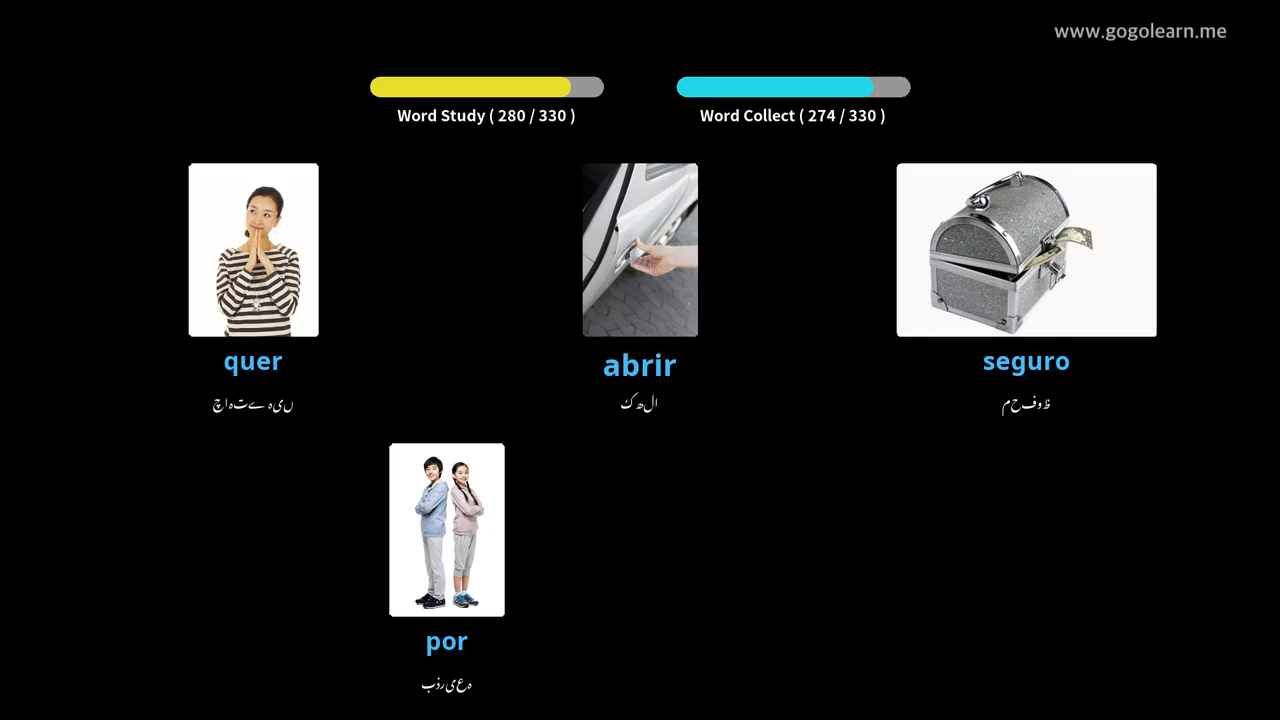 www.gogolearn.me
Word Study ( 280 / 330 )
Word Collect ( 274 / 330 )
quer
abrir
seguro
ںیہ ےتہاچ
الھک
ظوفحم
por
ہعیرذب